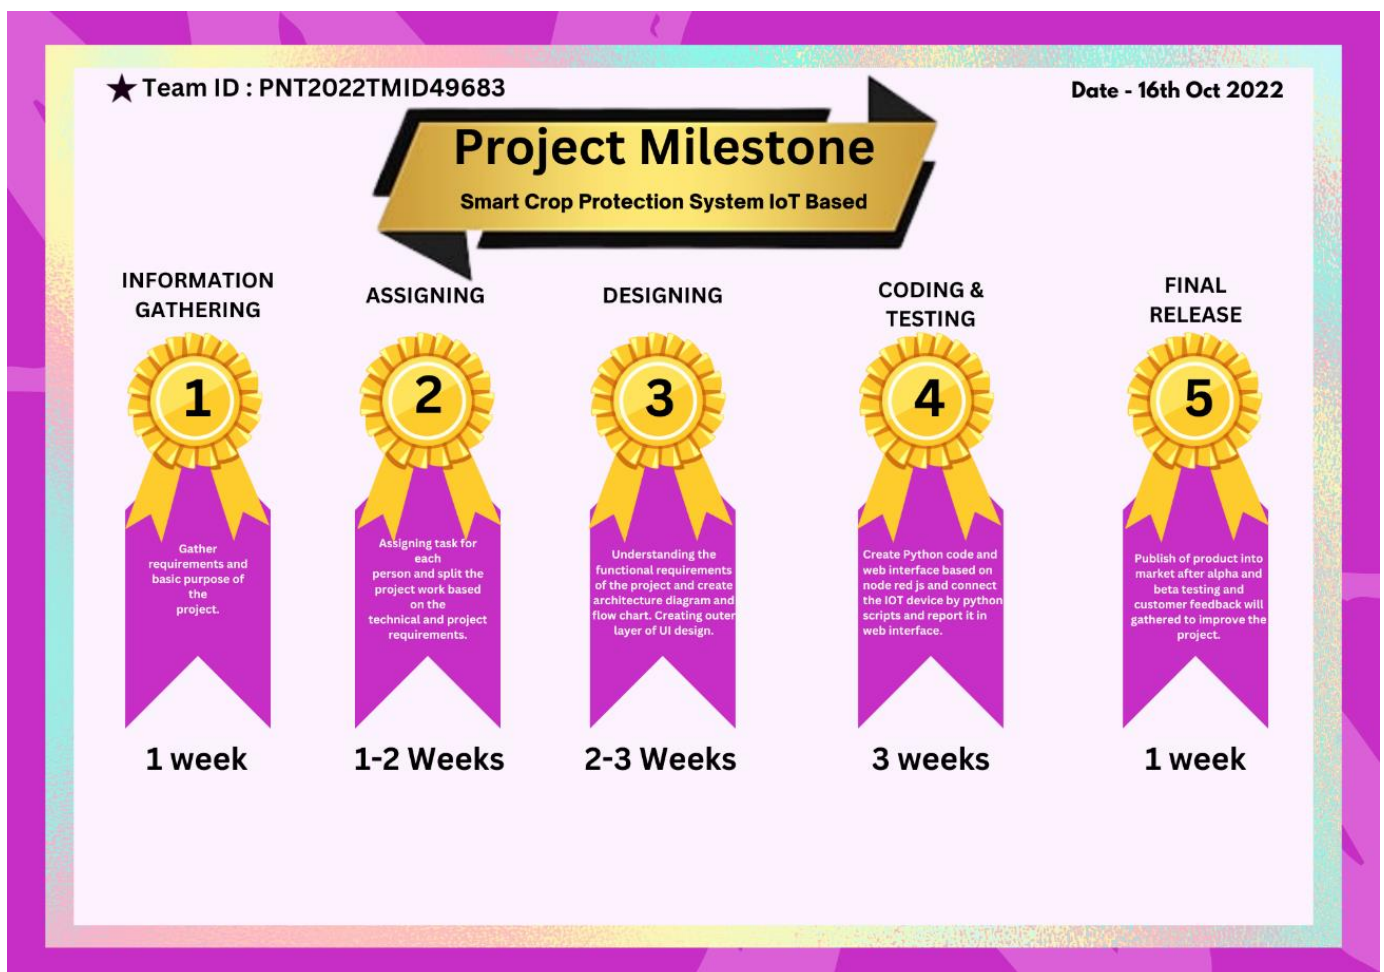 Team ID : PNT2022TMID49683
Date - 16th Oct 2022
Project Milestone
Smart Crop Protection System IoT Based
INFORMATION
GATHERING
1
Gather
requirements and
basic purpose of
the
project.
1 week
ASSIGNING
2
Assigning task for
each
person and split the
project work based
on the
technical and project
requirements.
1-2 Weeks
DESIGNING
3
Understanding the
functional requirements
of the project and create
architecture diagram and
flow chart. Creating outer
layer of UI design.
2-3 Weeks
CODING &
TESTING
4
Create Python code and
web interface based on
node red js and connect
the IOT device by python
scripts and report it in
web interface.
3 weeks
FINAL
RELEASE
5
Publish of product into
market after alpha and
beta testing and
customer feedback will
gathered to improve the
project.
1 week